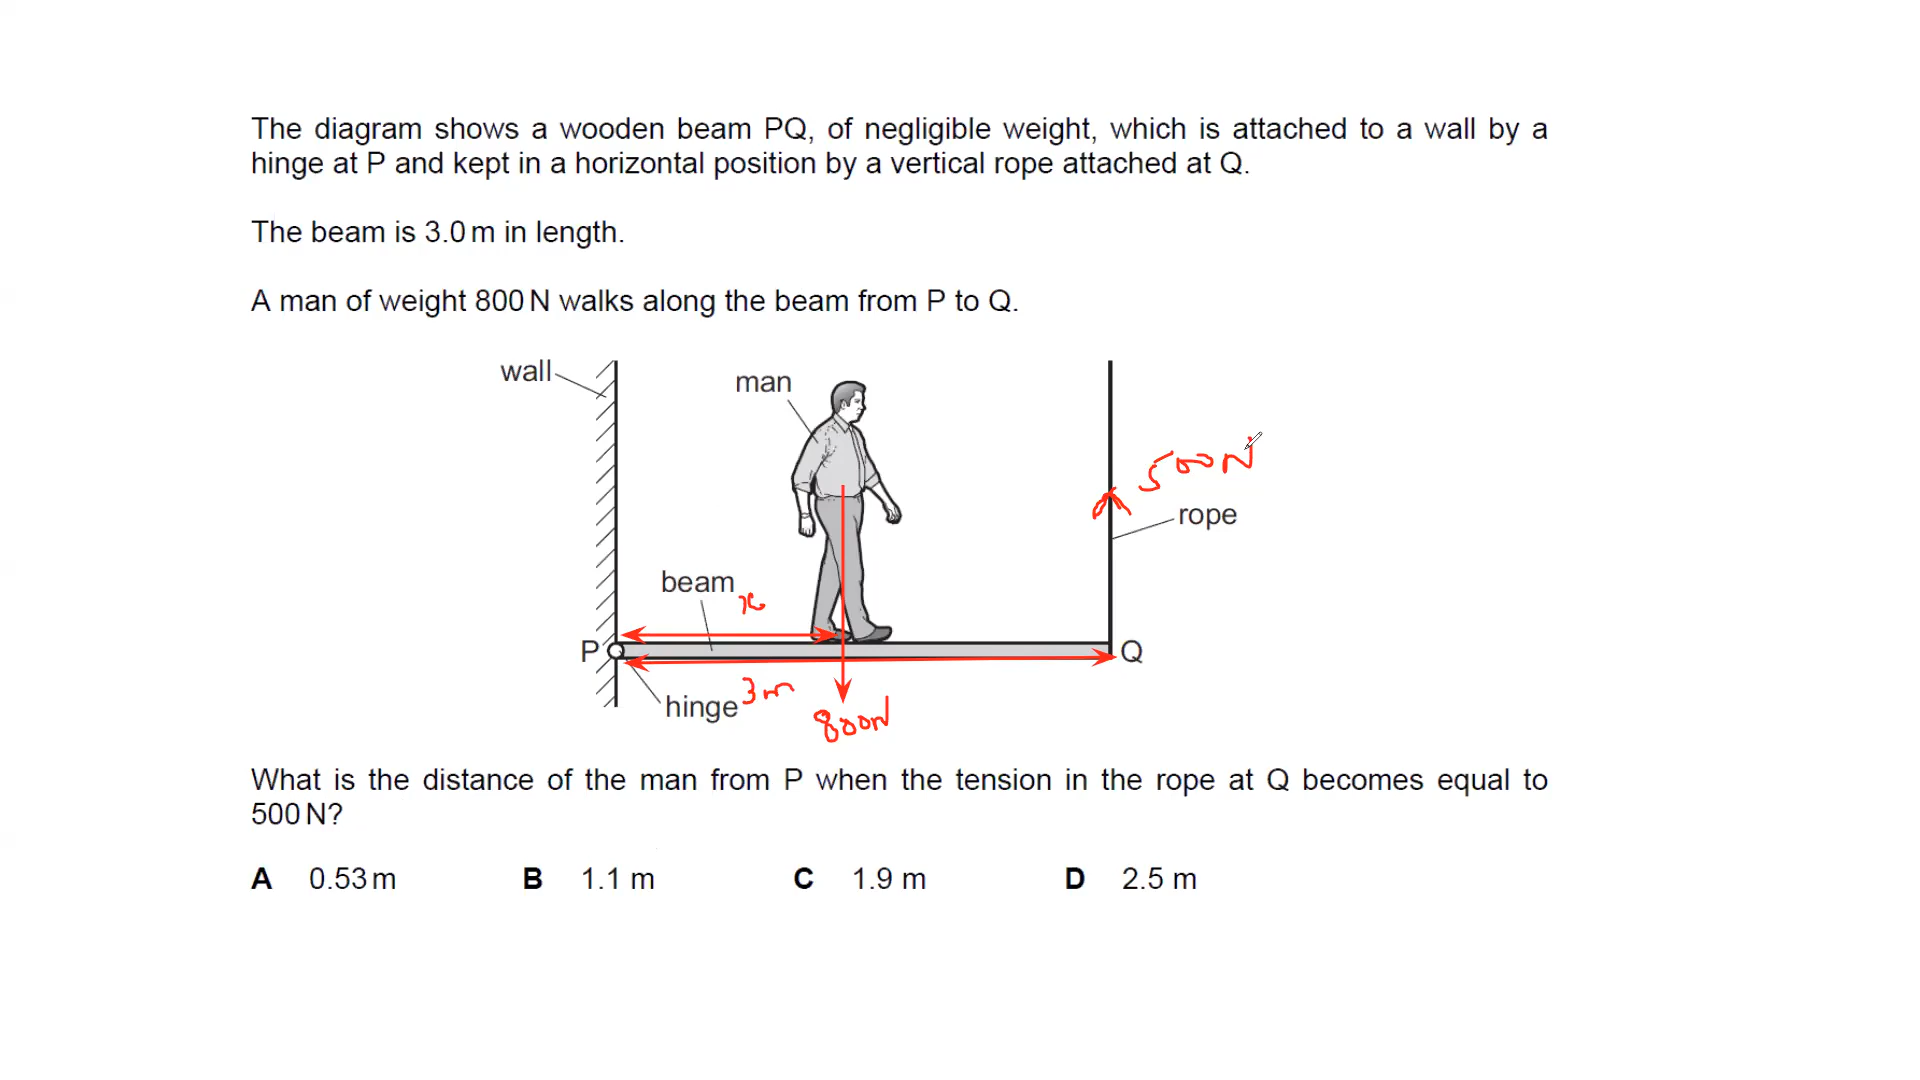 The diagram shows a wooden beam PQ, of negligible weight, which is attached to a wall by a
hinge at P and kept in a horizontal position by a vertical rope attached at Q.
The beam is 3.0 m in length.
A man of weight 800 N walks along the beam from P to Q.
wall
man
500N
rope
beam
x
P
Q
hinge
3m
800N
What is the distance of the man from P when the tension in the rope at Q becomes equal to
500 N?
A 0.53 m B 1.1 m C 1.9 m D 2.5 m